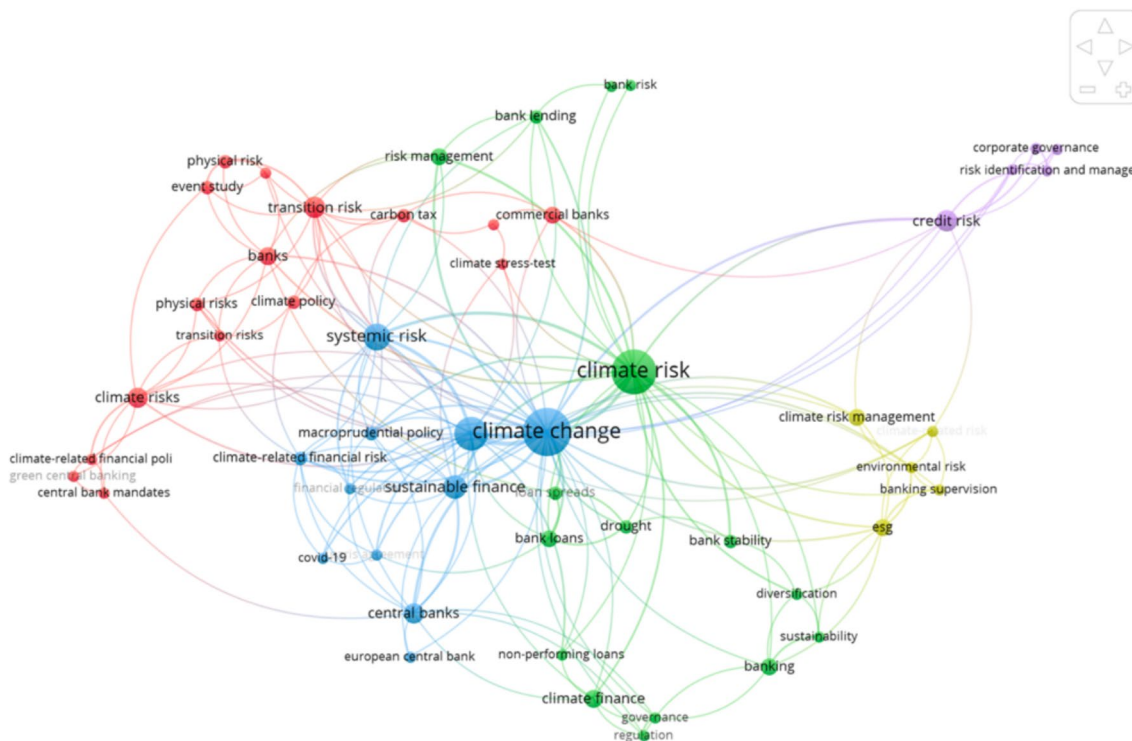 bank risk
bank lending
corporate governance
risk management
physical risk
risk identification and manage
event study
transition risk
carbon tax
commercial banks
credit risk
banks
climate stress-test
physical risks
climate policy
transition risks
systemic risk
climate risk
climate risks
climate risk management
macroprudential policy
climate change
climate-related risk
climate-related financial poli
climate-related financial risk
environmental risk
green central banking
central bank mandates
sustainable finance
loan spreads
banking supervision
drought
esg
bank loans
bank stability
covid-19
diversification
central banks
sustainability
european central bank
non-performing loans
banking
climate finance
governance
regulation